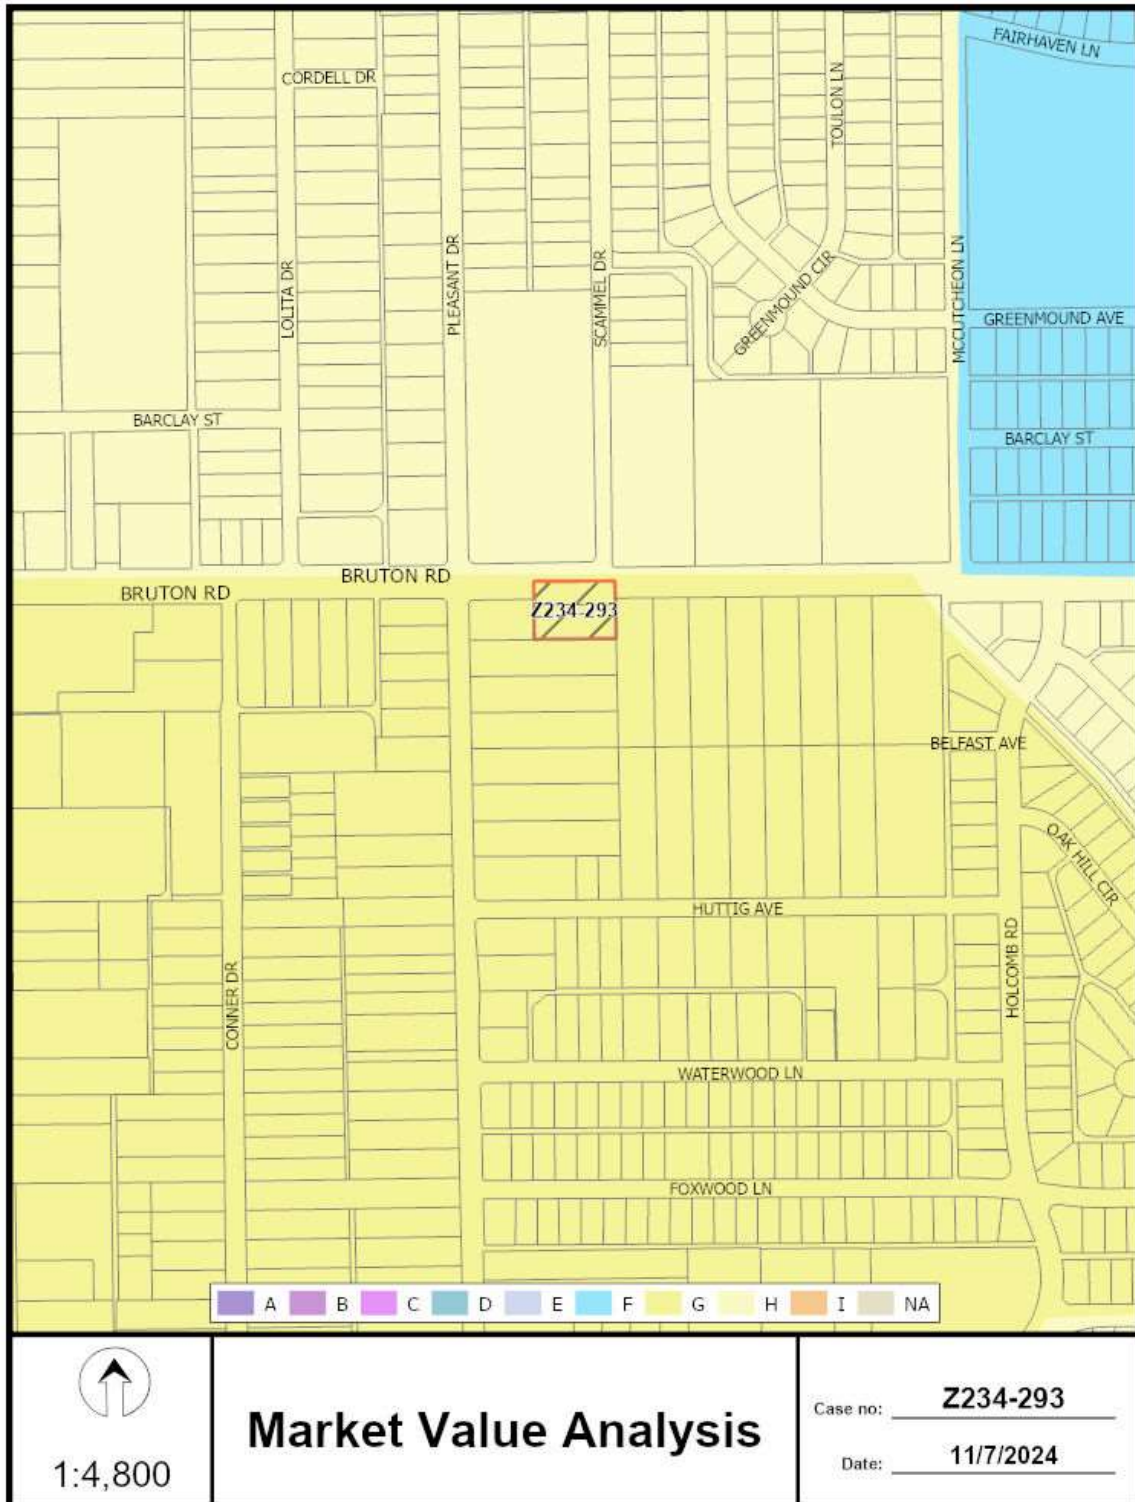 FAIRHAVEN LN
CORDELL DR
TOULON LN
PLEASANT DR
LOLITA DR
SCAMMEL DR
GREENMOUND CIR
MCCUTCHEON LN
GREENMOUND AVE
BARCLAY ST
BARCLAY ST
BRUTON RD
BRUTON RD
Z234-293
BELFAST AVE
OAK HILL CIR
HUTTIG AVE
CONNER DR
HOLCOMB RD
WATERWOOD LN
FOXWOOD LN
A B C D E F G H I NA
1:4,800
Market Value Analysis
Case no: Z234-293
Date: 11/7/2024